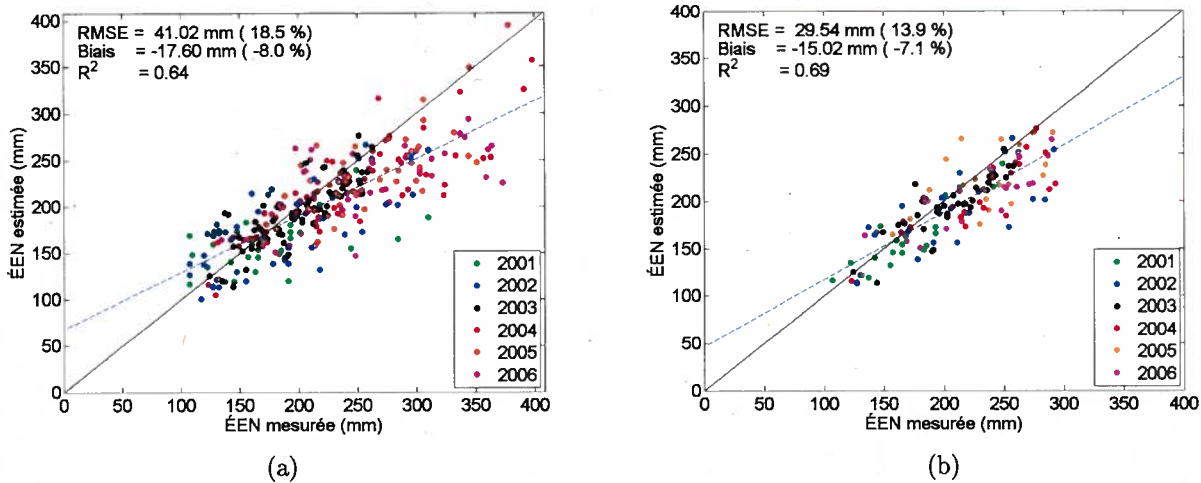 RMSE = 41.02 mm ( 18.5 %)
Biais = -17.60 mm ( -8.0 %)
R² = 0.64
ÉEN estimée (mm)
400
350
300
250
200
150
100
50
0
2001
2002
2003
2004
2005
2006
0 50 100 150 200 250 300 350 400
ÉEN mesurée (mm)
(a)
RMSE = 29.54 mm ( 13.9 %)
Biais = -15.02 mm ( -7.1 %)
R² = 0.69
ÉEN estimée (mm)
400
350
300
250
200
150
100
50
0
2001
2002
2003
2004
2005
2006
0 50 100 150 200 250 300 350 400
ÉEN mesurée (mm)
(b)